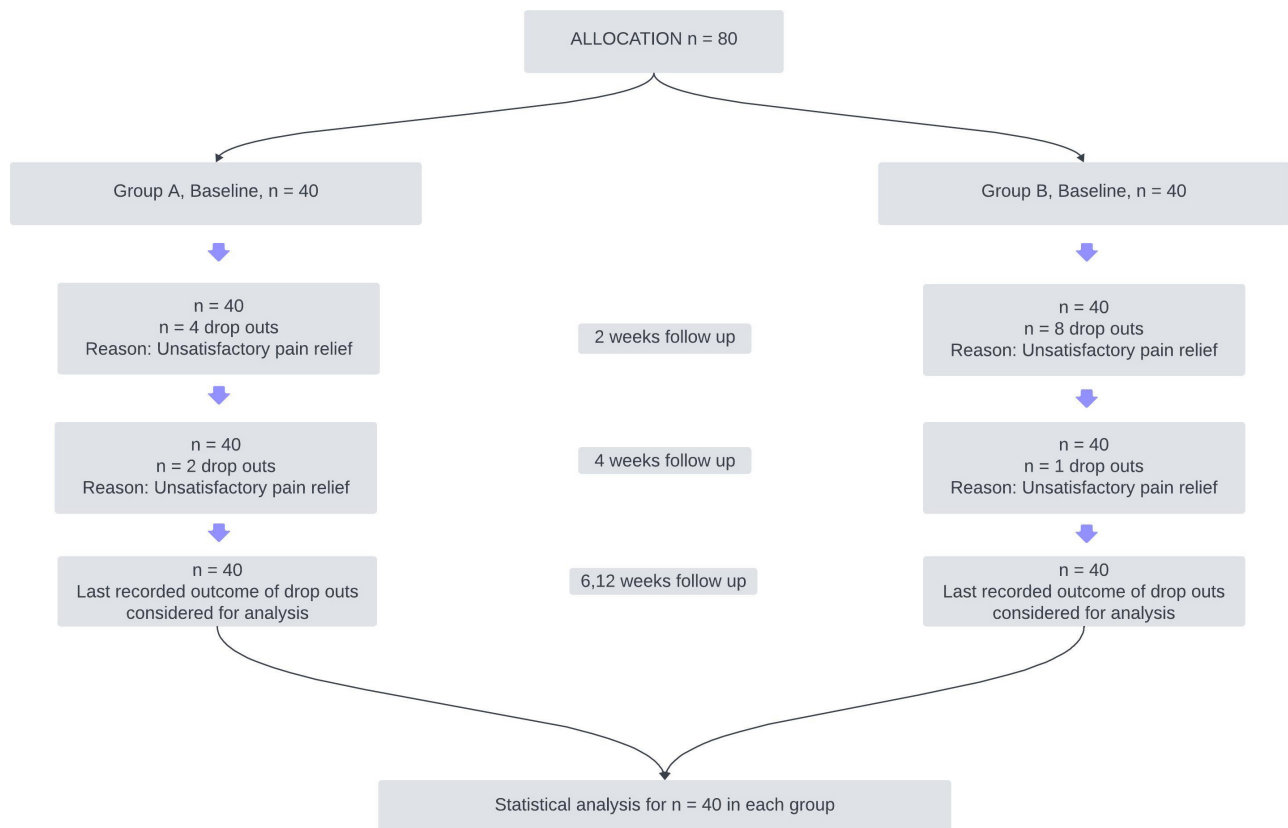 ALLOCATION n = 80
Group A, Baseline, n = 40
Group B, Baseline, n = 40
n = 40
n = 4 drop outs
Reason: Unsatisfactory pain relief
2 weeks follow up
n = 40
n = 8 drop outs
Reason: Unsatisfactory pain relief
n = 40
n = 2 drop outs
Reason: Unsatisfactory pain relief
4 weeks follow up
n = 40
n = 1 drop outs
Reason: Unsatisfactory pain relief
n = 40
Last recorded outcome of drop outs
considered for analysis
6,12 weeks follow up
n = 40
Last recorded outcome of drop outs
considered for analysis
Statistical analysis for n = 40 in each group